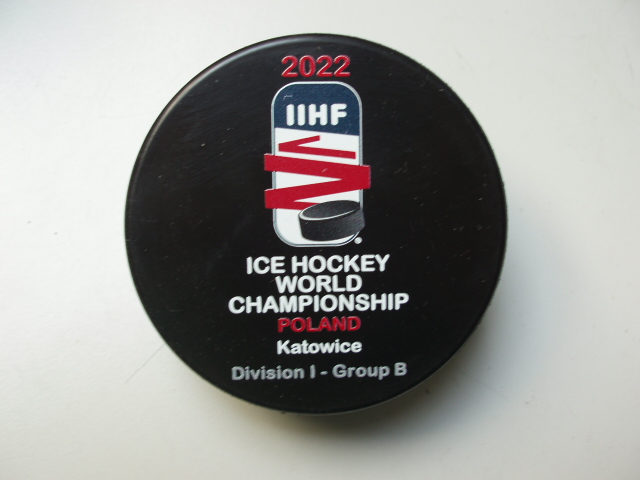 2022
IIHF
ICE HOCKEY
WORLD
CHAMPIONSHIP
POLAND
Katowice
Division I - Group B